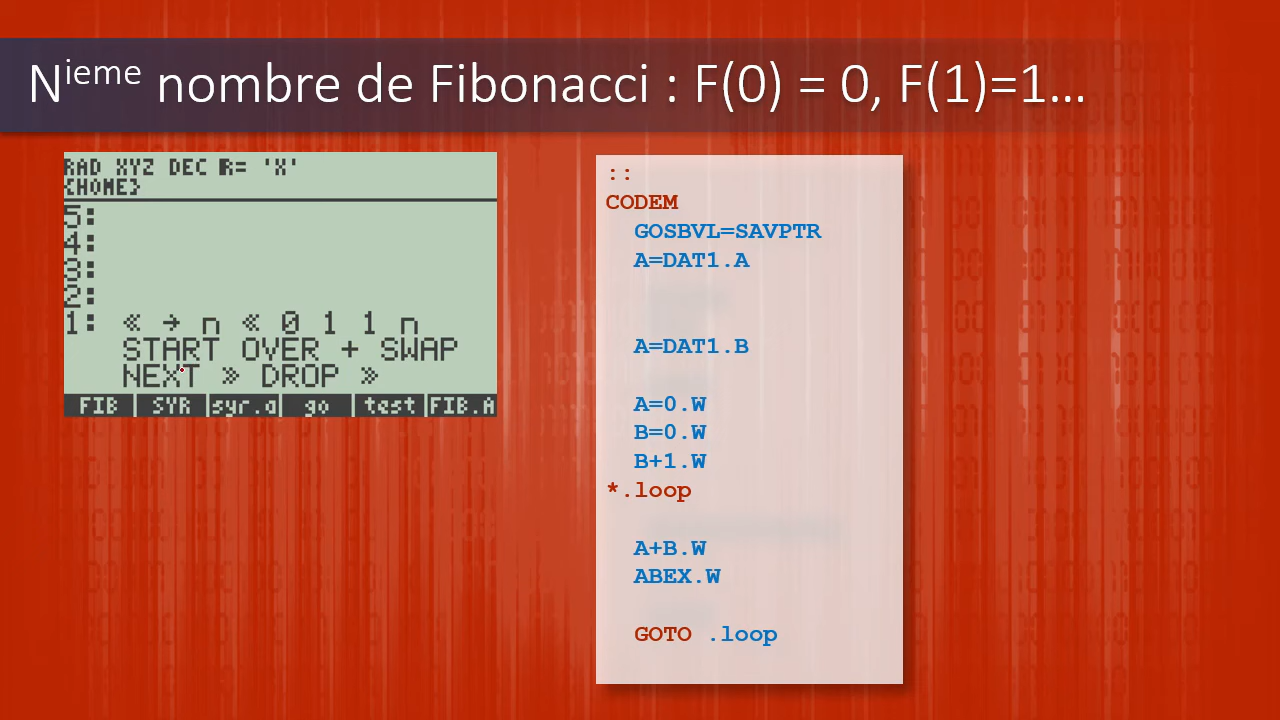 Nieme nombre de Fibonacci : F(0) = 0, F(1)=1…
RAD XYZ DEC R= 'X'
{HOME}
5:
4:
3:
2:
1: « → n « 0 1 1 n
START OVER + SWAP
NEXT » DROP »
FIB SYR syr.a go test FIB.A
::
CODEM
GOSBVL=SAVPTR
A=DAT1.A
A=DAT1.B
A=0.W
B=0.W
B+1.W
*.loop
A+B.W
ABEX.W
GOTO .loop